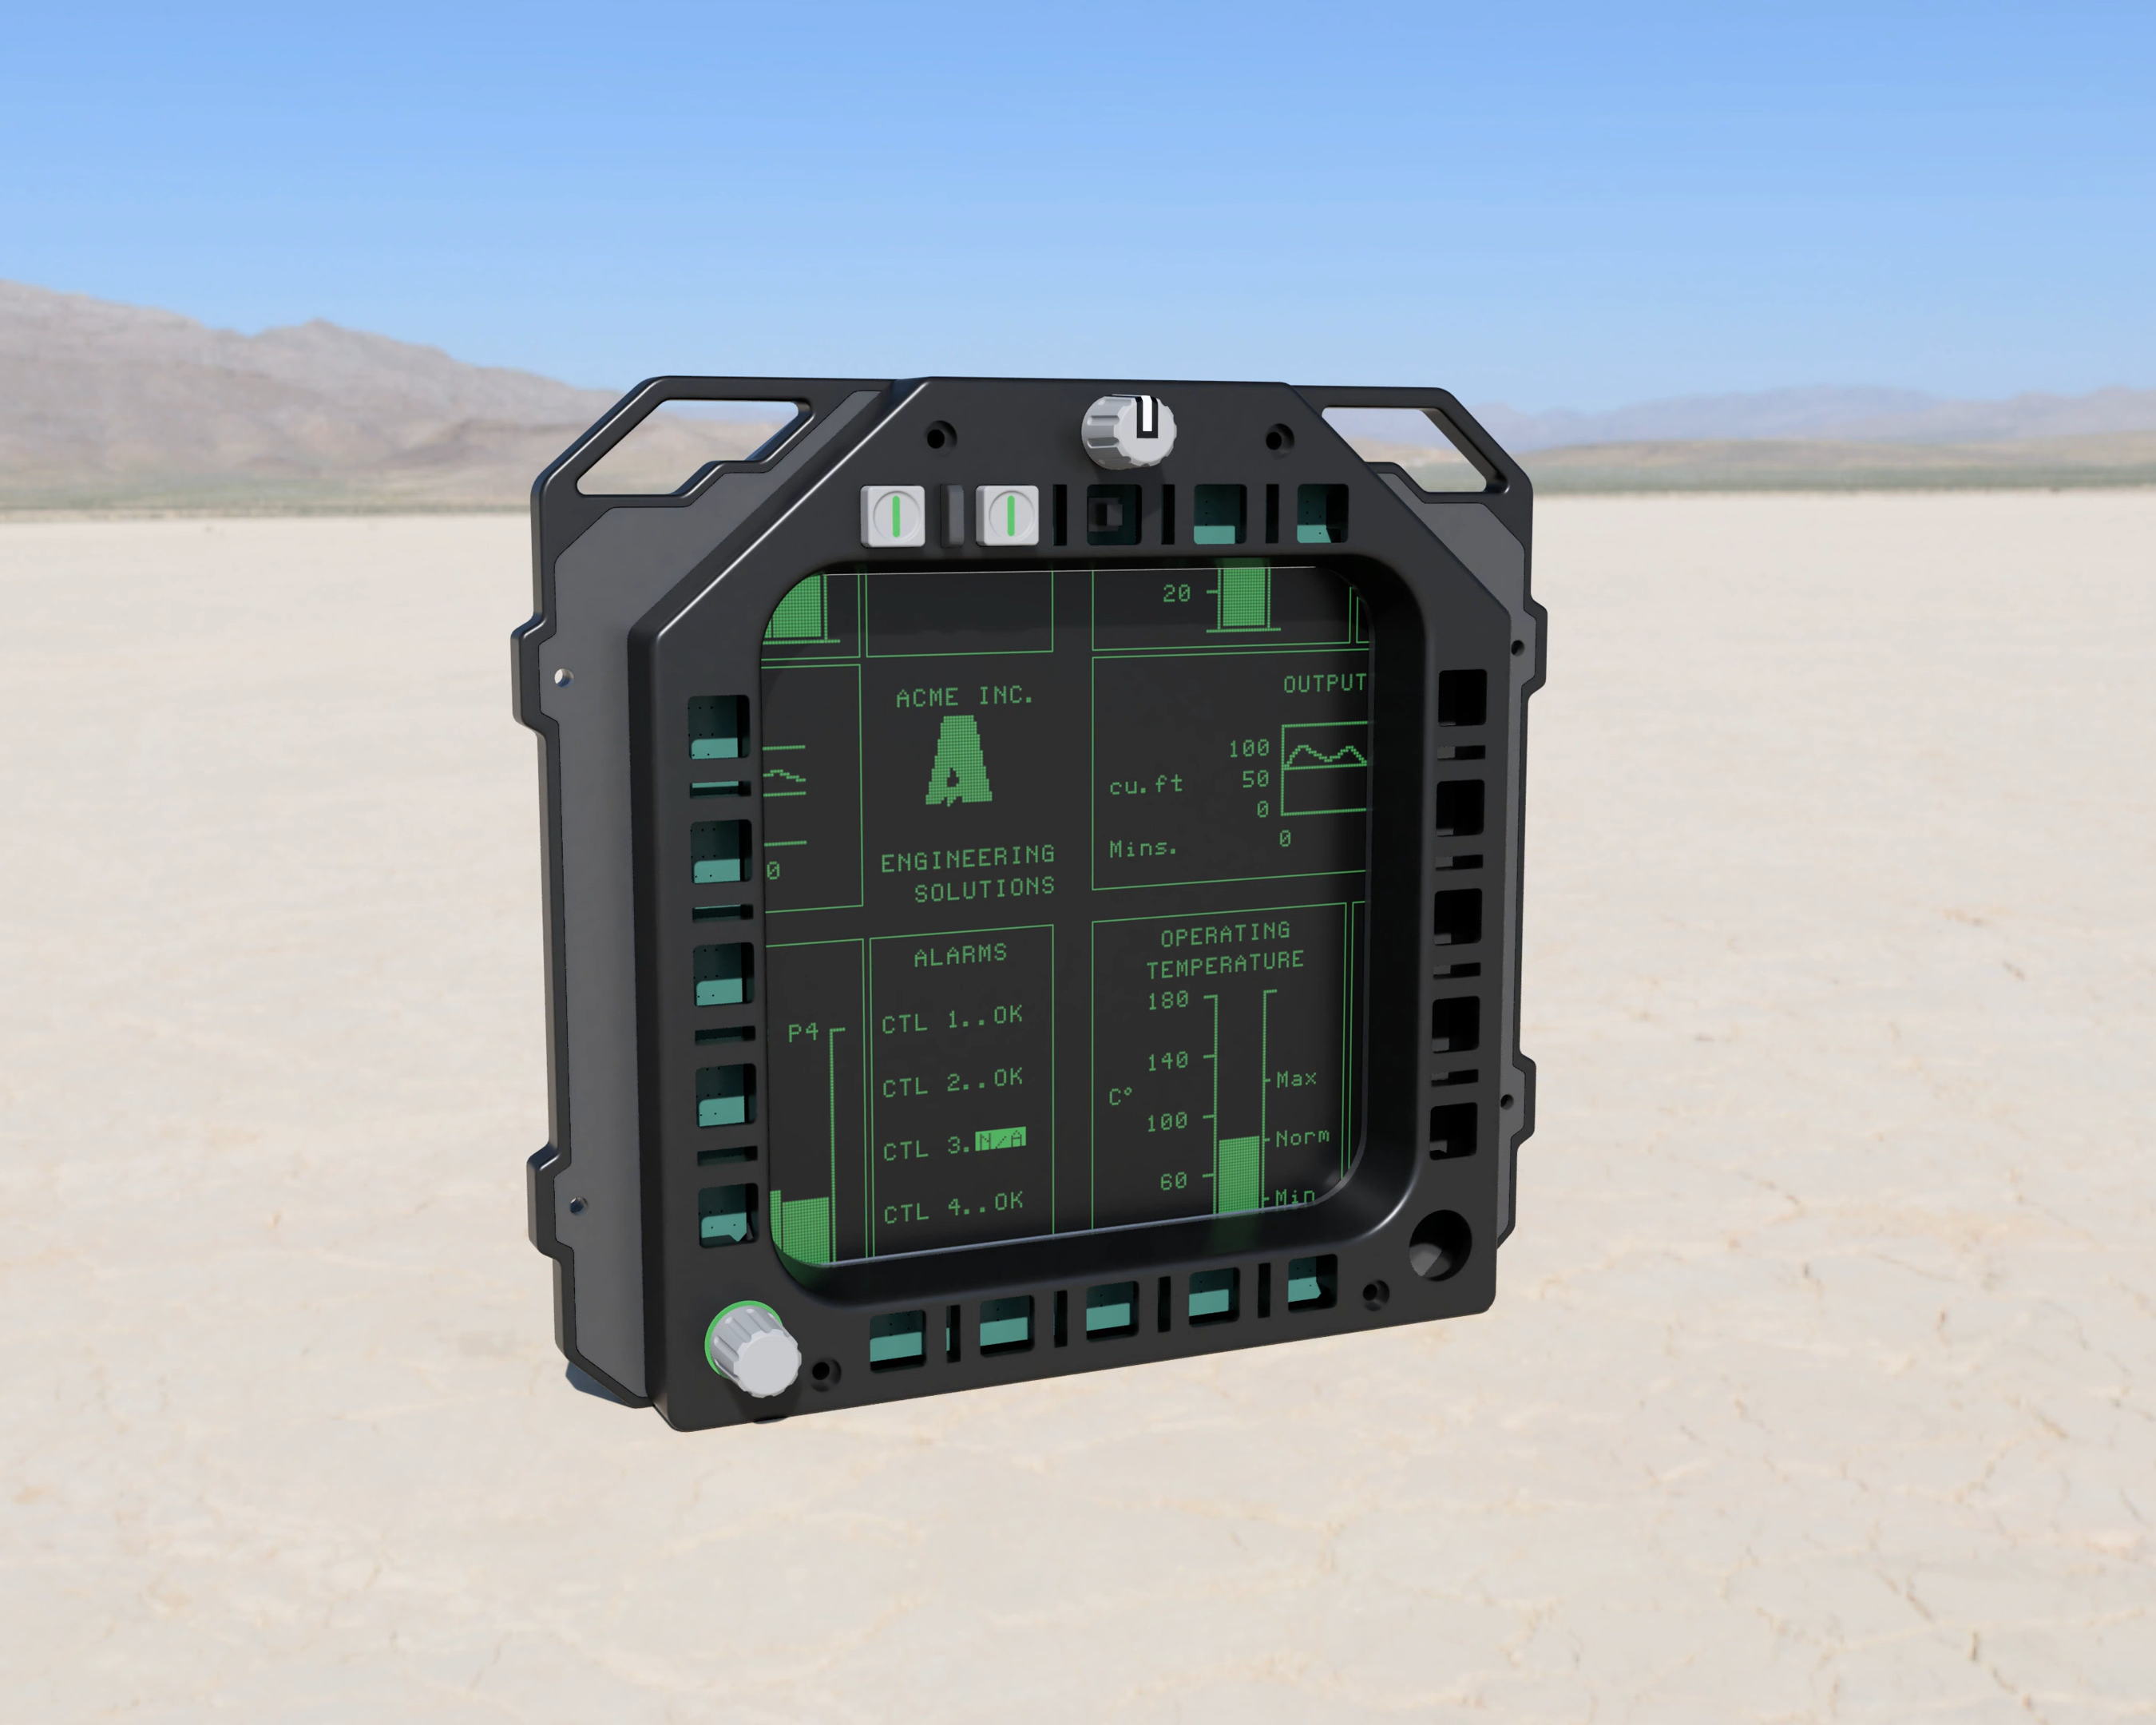 20
ACME INC.
A
ENGINEERING
SOLUTIONS
0
OUTPUT
100
50
0
cu.ft
0
Mins.
P4
ALARMS
CTL 1..OK
CTL 2..OK
CTL 3.N/A
CTL 4..OK
OPERATING
TEMPERATURE
180
140
100
60
C°
Max
Norm
Min